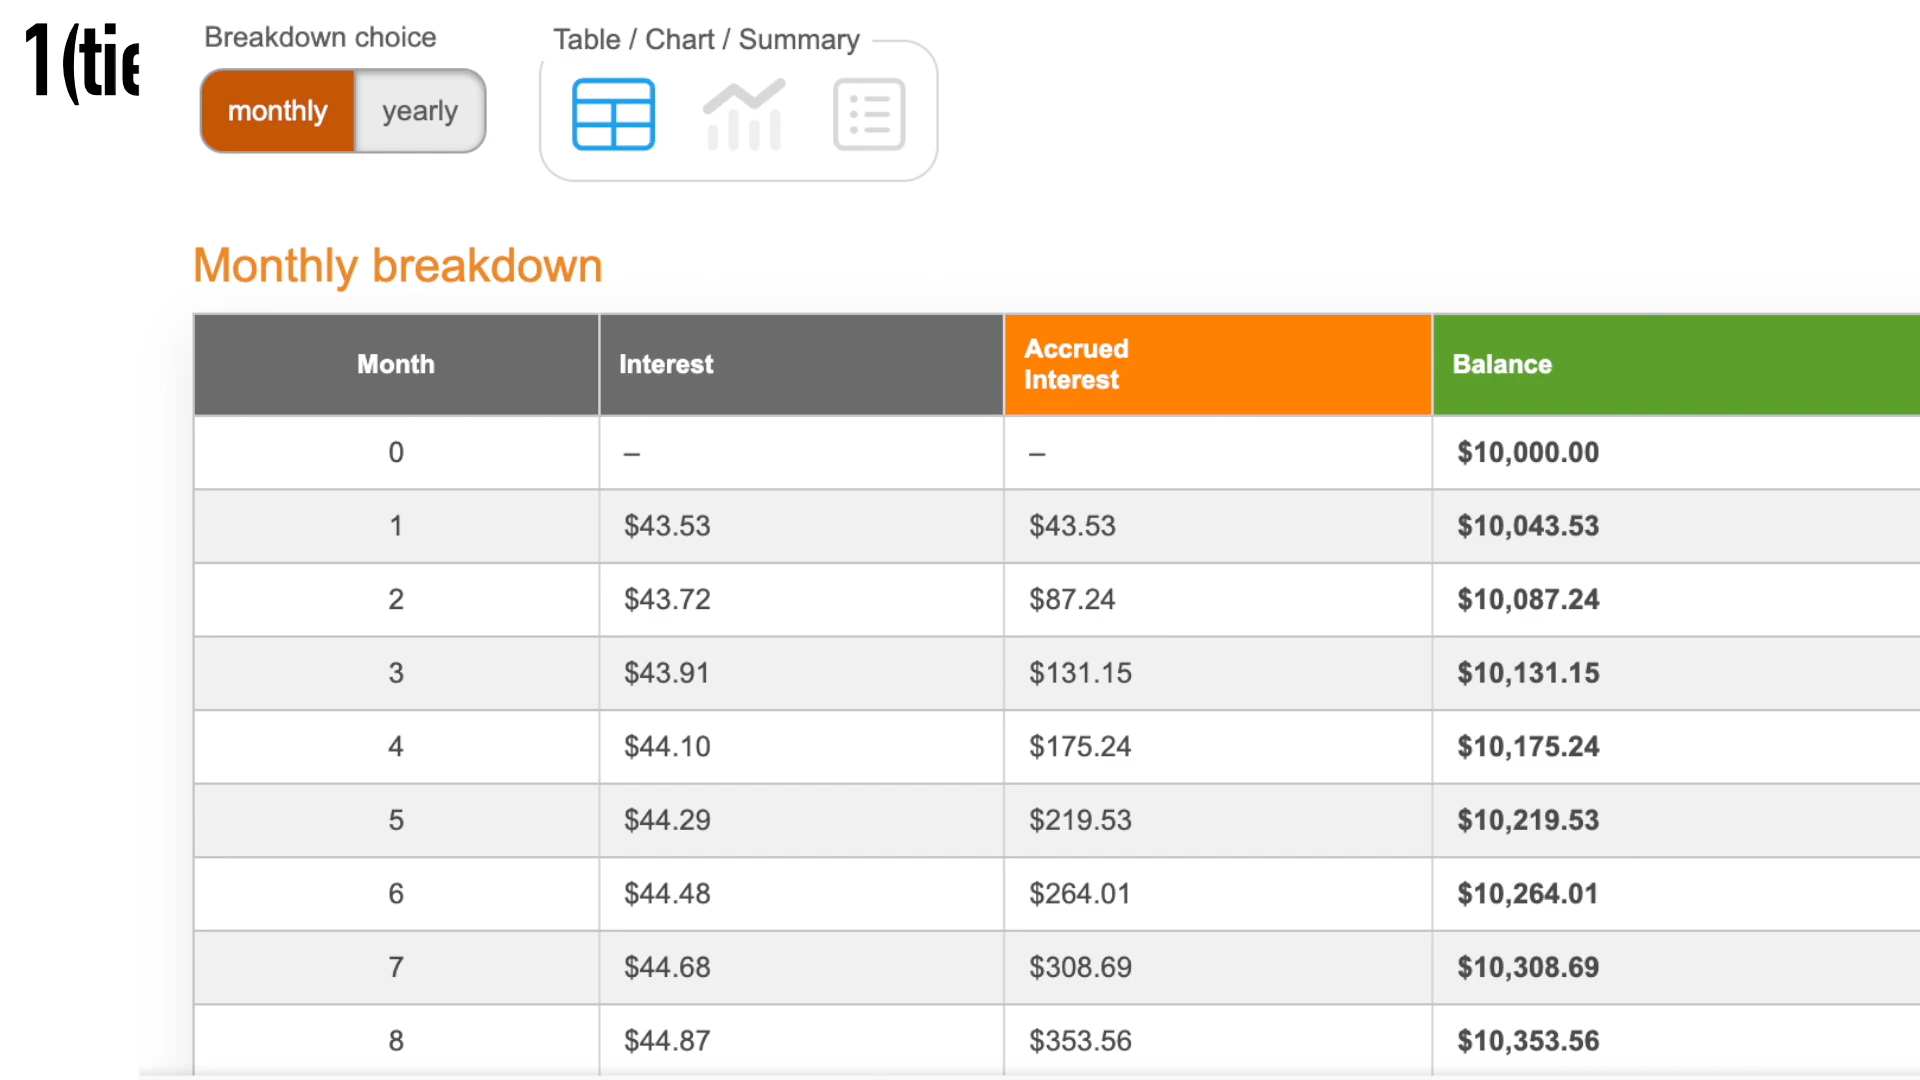 1(tie
Breakdown choice
monthly yearly
Table / Chart / Summary
Monthly breakdown
Month Interest Accrued Interest Balance
0 – – $10,000.00
1 $43.53 $43.53 $10,043.53
2 $43.72 $87.24 $10,087.24
3 $43.91 $131.15 $10,131.15
4 $44.10 $175.24 $10,175.24
5 $44.29 $219.53 $10,219.53
6 $44.48 $264.01 $10,264.01
7 $44.68 $308.69 $10,308.69
8 $44.87 $353.56 $10,353.56